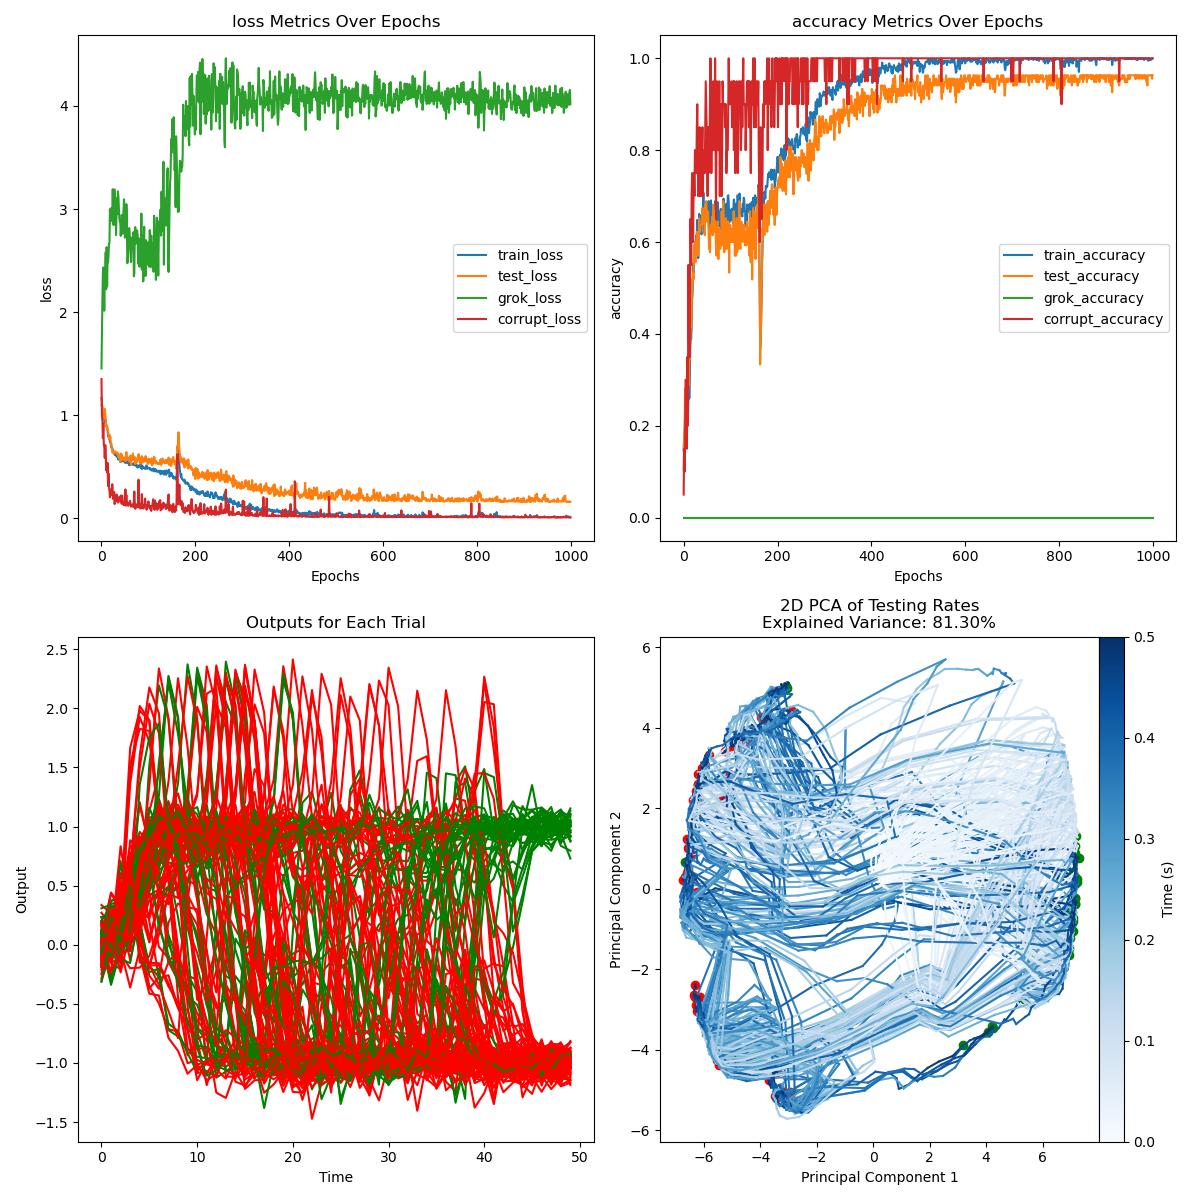 loss Metrics Over Epochs
loss
4
3
2
1
0
train_loss
test_loss
grok_loss
corrupt_loss
0 200 400 600 800 1000
Epochs
accuracy Metrics Over Epochs
accuracy
1.0
0.8
0.6
0.4
0.2
0.0
train_accuracy
test_accuracy
grok_accuracy
corrupt_accuracy
0 200 400 600 800 1000
Epochs
Outputs for Each Trial
Output
2.5
2.0
1.5
1.0
0.5
0.0
−0.5
−1.0
−1.5
0 10 20 30 40 50
Time
2D PCA of Testing Rates
Explained Variance: 81.30%
Principal Component 2
6
4
2
0
−2
−4
−6
−6 −4 −2 0 2 4 6
Principal Component 1
0.5
0.4
0.3
0.2
0.1
0.0
Time (s)